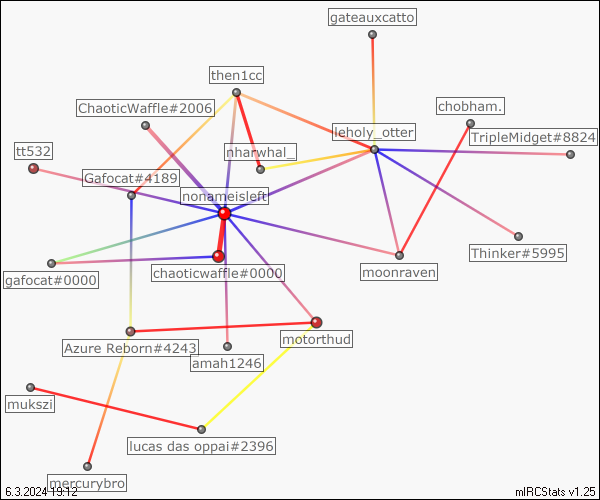 gateauxcatto
then1cc
ChaoticWaffle#2006
chobham.
leholy_otter
TripleMidget#8824
tt532
nharwhal_
Gafocat#4189
nonameisleft
Thinker#5995
gafocat#0000
chaoticwaffle#0000
moonraven
motorthud
Azure Reborn#4243
amah1246
mukszi
lucas das oppai#2396
mercurybro
6.3.2024 19:12
mIRCStats v1.25